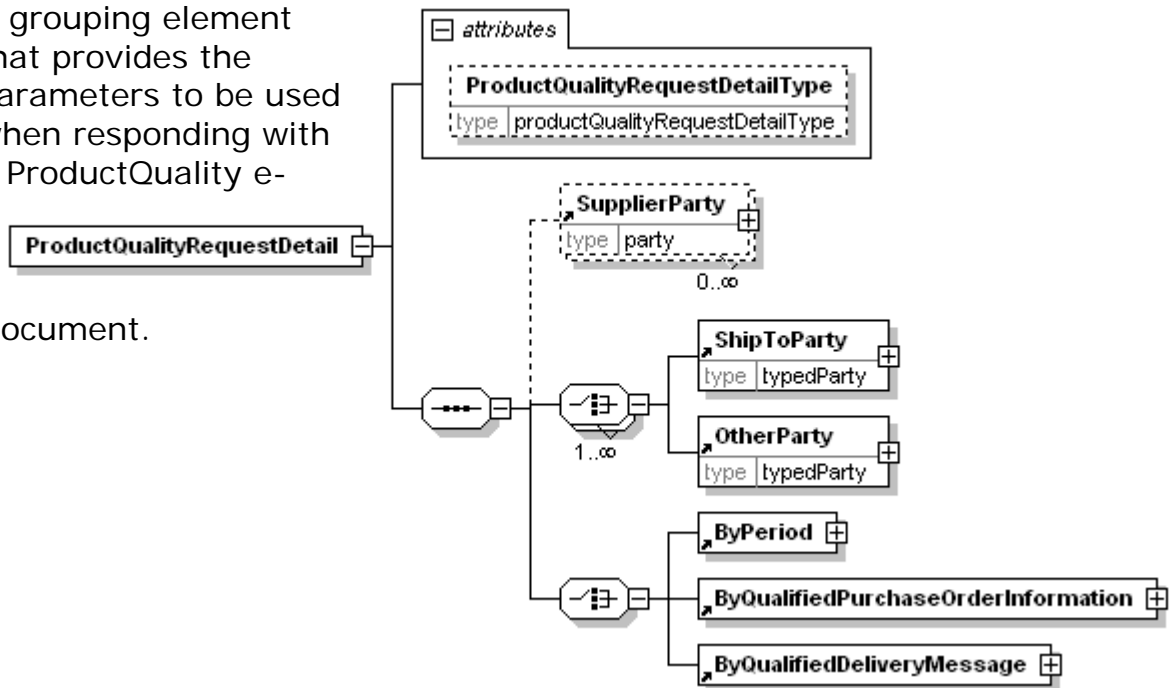 grouping element
hat provides the
arameters to be used
when responding with
ProductQuality e-
ocument.
ProductQualityRequestDetail
attributes
ProductQualityRequestDetailType
type productQualityRequestDetailType
SupplierParty
type party
0..∞
1..∞
ShipToParty
type typedParty
OtherParty
type typedParty
ByPeriod
ByQualifiedPurchaseOrderInformation
ByQualifiedDeliveryMessage